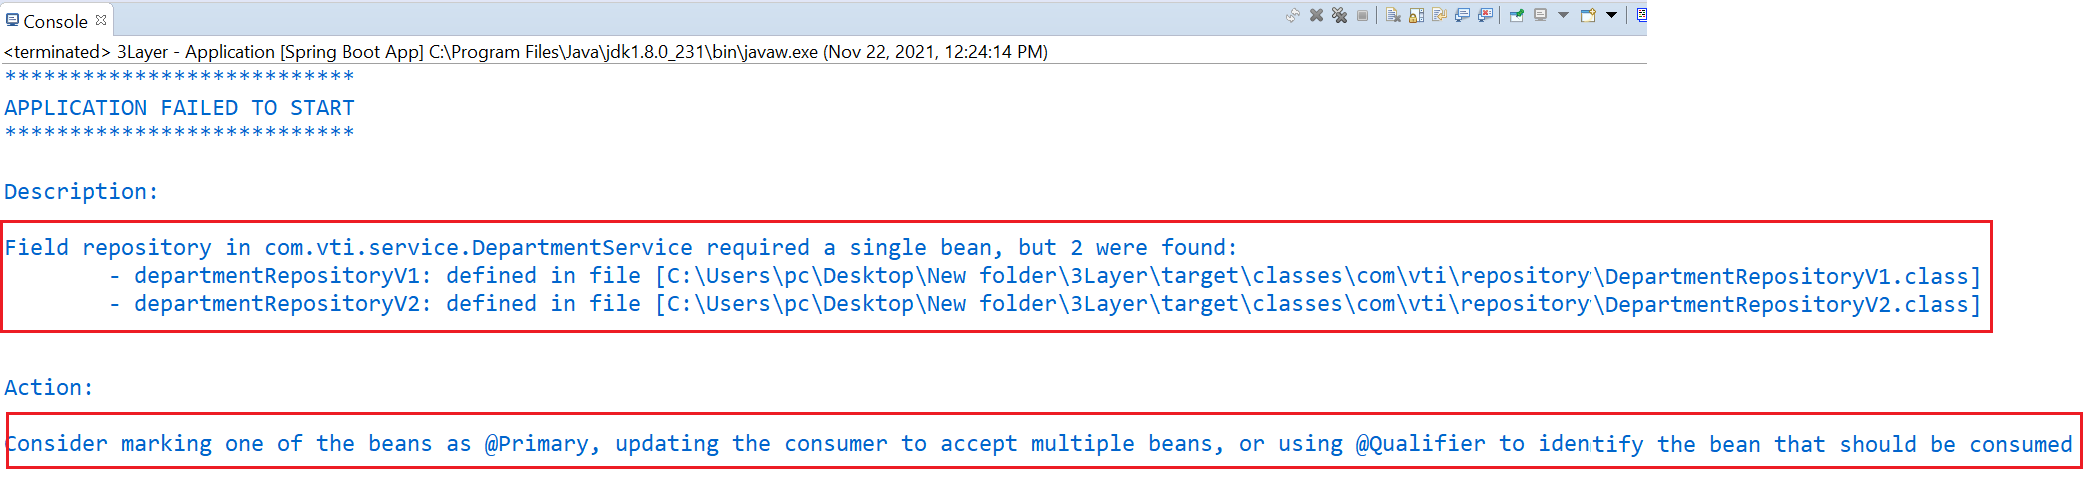 Console
<terminated> 3Layer - Application [Spring Boot App] C:\Program Files\Java\jdk1.8.0_231\bin\javaw.exe (Nov 22, 2021, 12:24:14 PM)
***************************
APPLICATION FAILED TO START
***************************
Description:
Field repository in com.vti.service.DepartmentService required a single bean, but 2 were found:
- departmentRepositoryV1: defined in file [C:\Users\pc\Desktop\New folder\3Layer\target\classes\com\vti\repository\DepartmentRepositoryV1.class]
- departmentRepositoryV2: defined in file [C:\Users\pc\Desktop\New folder\3Layer\target\classes\com\vti\repository\DepartmentRepositoryV2.class]
Action:
Consider marking one of the beans as @Primary, updating the consumer to accept multiple beans, or using @Qualifier to identify the bean that should be consumed